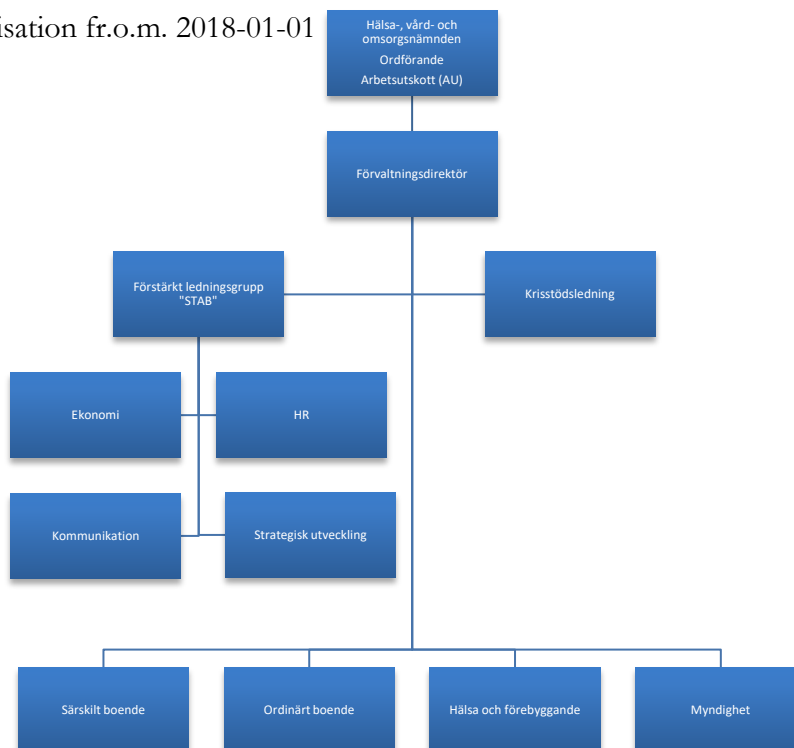 isation fr.o.m. 2018-01-01
Hälsa-, vård- och
omsorgsnämnden
Ordförande
Arbetsutskott (AU)
Förvaltningsdirektör
Förstärkt ledningsgrupp
"STAB"
Krisstödsledning
Ekonomi
HR
Kommunikation
Strategisk utveckling
Särskilt boende
Ordinärt boende
Hälsa och förebyggande
Myndighet